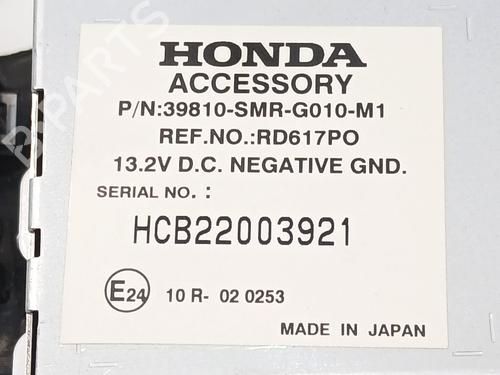 HONDA
ACCESSORY
P/N:39810-SMR-G010-M1
REF.NO.:RD617PO
13.2V D.C. NEGATIVE GND.
SERIAL NO. :
HCB22003921
E24 10 R- 02 0253
MADE IN JAPAN
B-PARTS